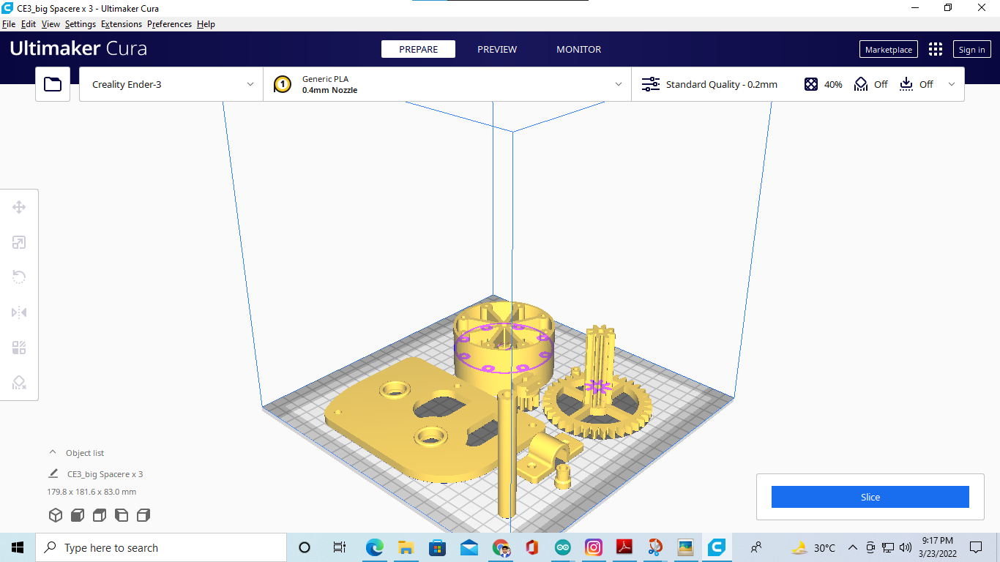 CE3_big Spacere x 3 - Ultimaker Cura
File Edit View Settings Extensions Preferences Help
Ultimaker Cura
PREPARE
PREVIEW
MONITOR
Marketplace
Sign in
Creality Ender-3
1
Generic PLA
0.4mm Nozzle
Standard Quality - 0.2mm
40%
Off
Off
Object list
CE3_big Spacere x 3
179.8 x 181.6 x 83.0 mm
Slice
Type here to search
30°C
9:17 PM
3/23/2022